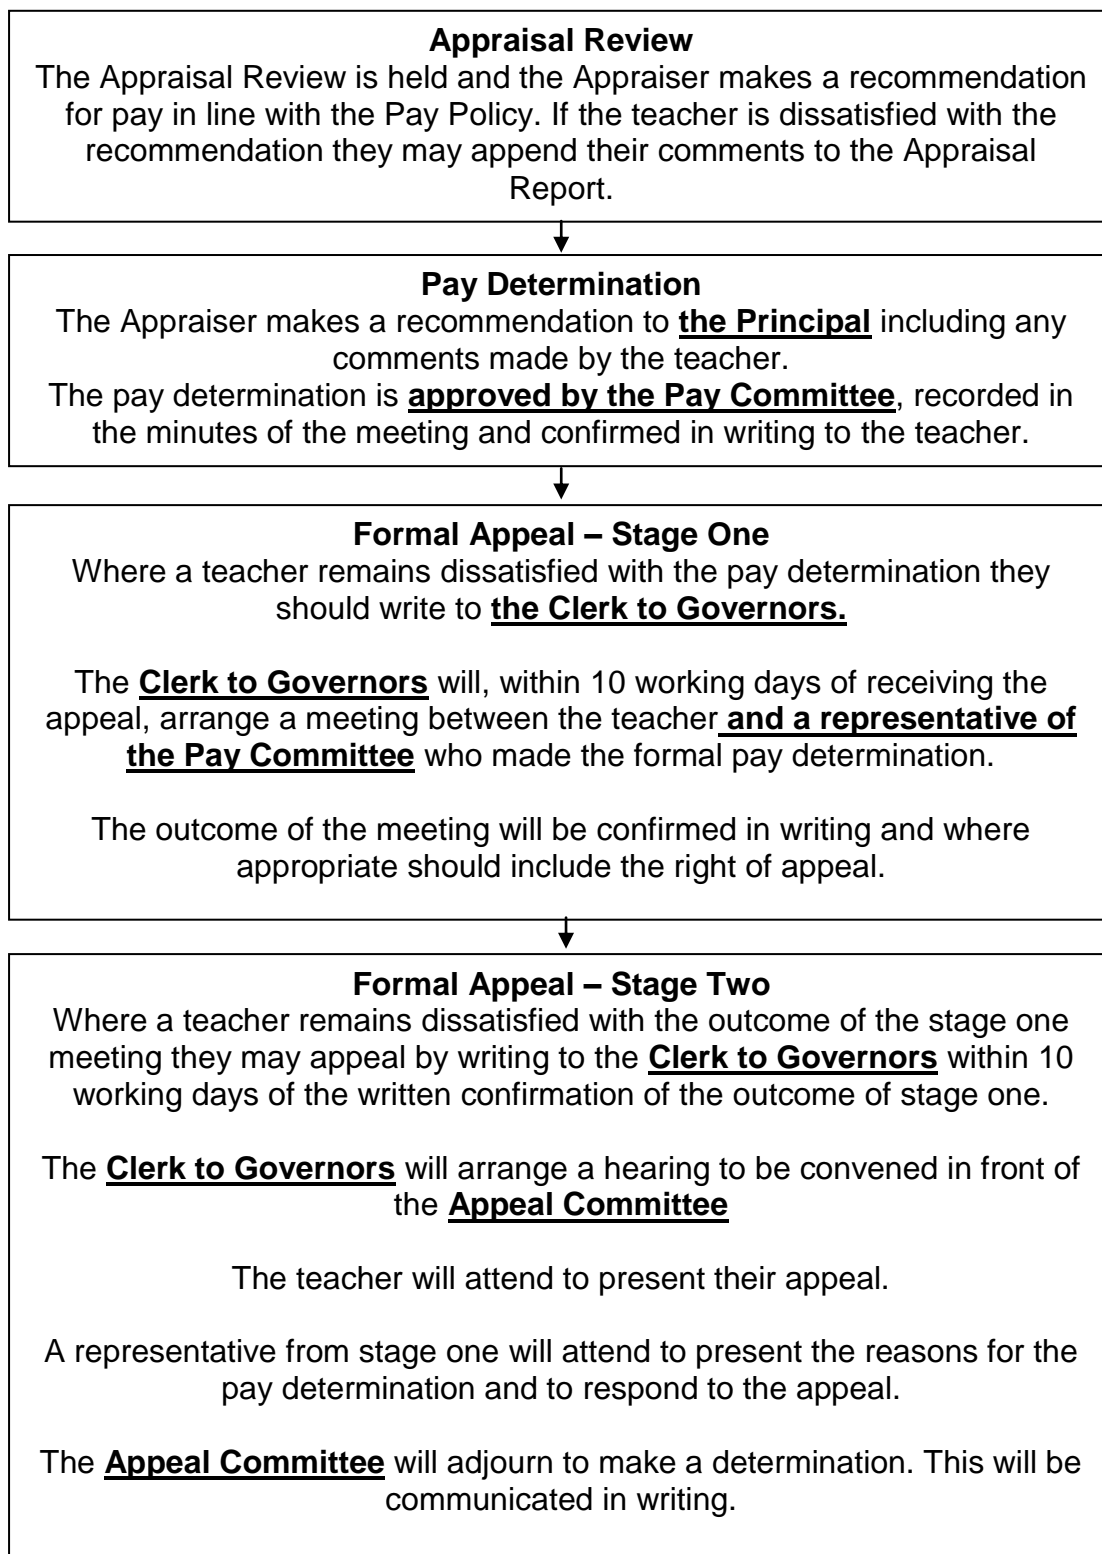 Appraisal Review
The Appraisal Review is held and the Appraiser makes a recommendation
for pay in line with the Pay Policy. If the teacher is dissatisfied with the
recommendation they may append their comments to the Appraisal
Report.
Pay Determination
The Appraiser makes a recommendation to the Principal including any
comments made by the teacher.
The pay determination is approved by the Pay Committee, recorded in
the minutes of the meeting and confirmed in writing to the teacher.
Formal Appeal – Stage One
Where a teacher remains dissatisfied with the pay determination they
should write to the Clerk to Governors.
The Clerk to Governors will, within 10 working days of receiving the
appeal, arrange a meeting between the teacher and a representative of
the Pay Committee who made the formal pay determination.
The outcome of the meeting will be confirmed in writing and where
appropriate should include the right of appeal.
Formal Appeal – Stage Two
Where a teacher remains dissatisfied with the outcome of the stage one
meeting they may appeal by writing to the Clerk to Governors within 10
working days of the written confirmation of the outcome of stage one.
The Clerk to Governors will arrange a hearing to be convened in front of
the Appeal Committee
The teacher will attend to present their appeal.
A representative from stage one will attend to present the reasons for the
pay determination and to respond to the appeal.
The Appeal Committee will adjourn to make a determination. This will be
communicated in writing.